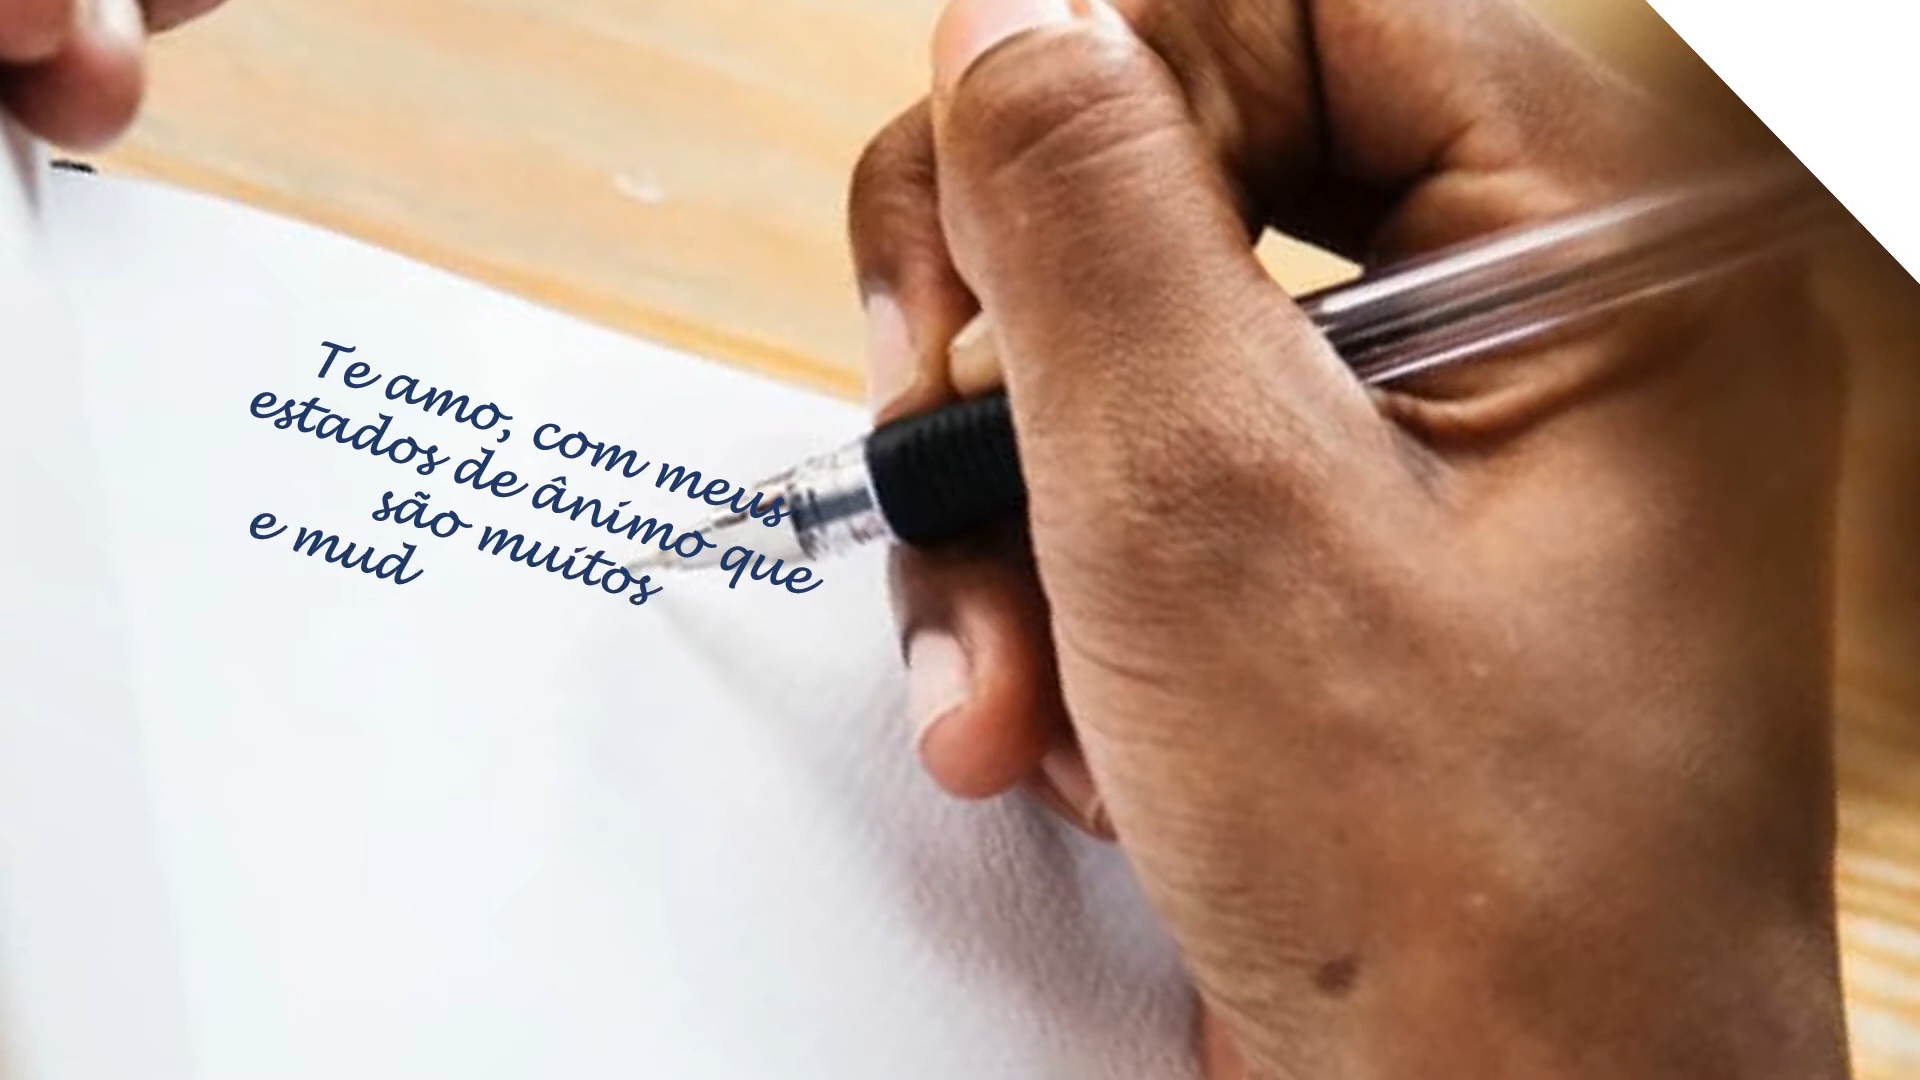 Te amo, com meus
estados de ânimo que
são muitos
e mud